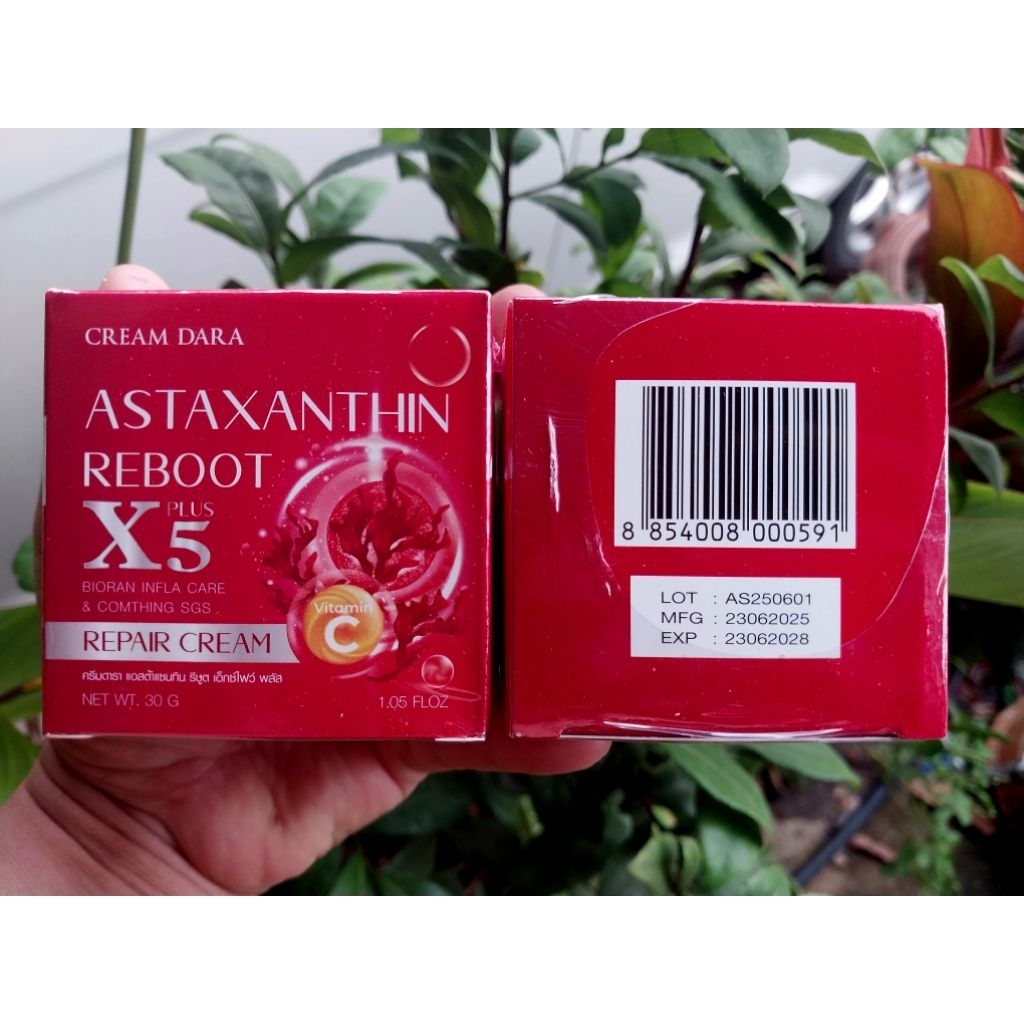 CREAM DARA
ASTAXANTHIN
REBOOT
X5 PLUS
BIORAN INFLA CARE
& COMTHING SGS
REPAIR CREAM
Vitamin
C
ครีมดารา แอสต้าแซนทิน รีบูต เอ็กซ์ไฟว์ พลัส
NET WT. 30 G
1.05 FLOZ
8 854008 000591
LOT : AS250601
MFG : 23062025
EXP : 23062028